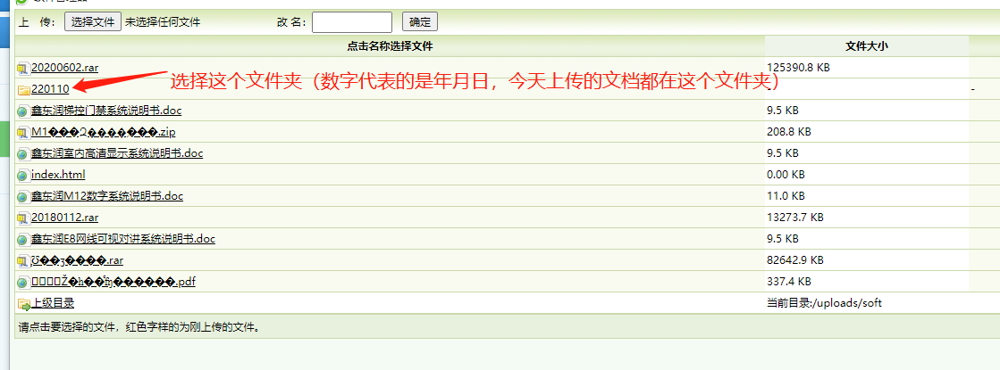 上　传： 选择文件 未选择任何文件 改名： 确定
点击名称选择文件 文件大小
20200602.rar 125390.8 KB
220110 - -
选择这个文件夹（数字代表的是年月日，今天上传的文档都在这个文件夹）
鑫东润梯控门禁系统说明书.doc 9.5 KB
M1���Զ�������.zip 208.8 KB
鑫东润室内高清显示系统说明书.doc 9.5 KB
index.html 0.00 KB
鑫东润M12数字系统说明书.doc 11.0 KB
20180112.rar 13273.7 KB
鑫东润E8网线可视对讲系统说明书.doc 9.5 KB
.rar 82642.9 KB
.pdf 337.4 KB
上级目录 当前目录:/uploads/soft
请点击要选择的文件，红色字样的为刚上传的文件。